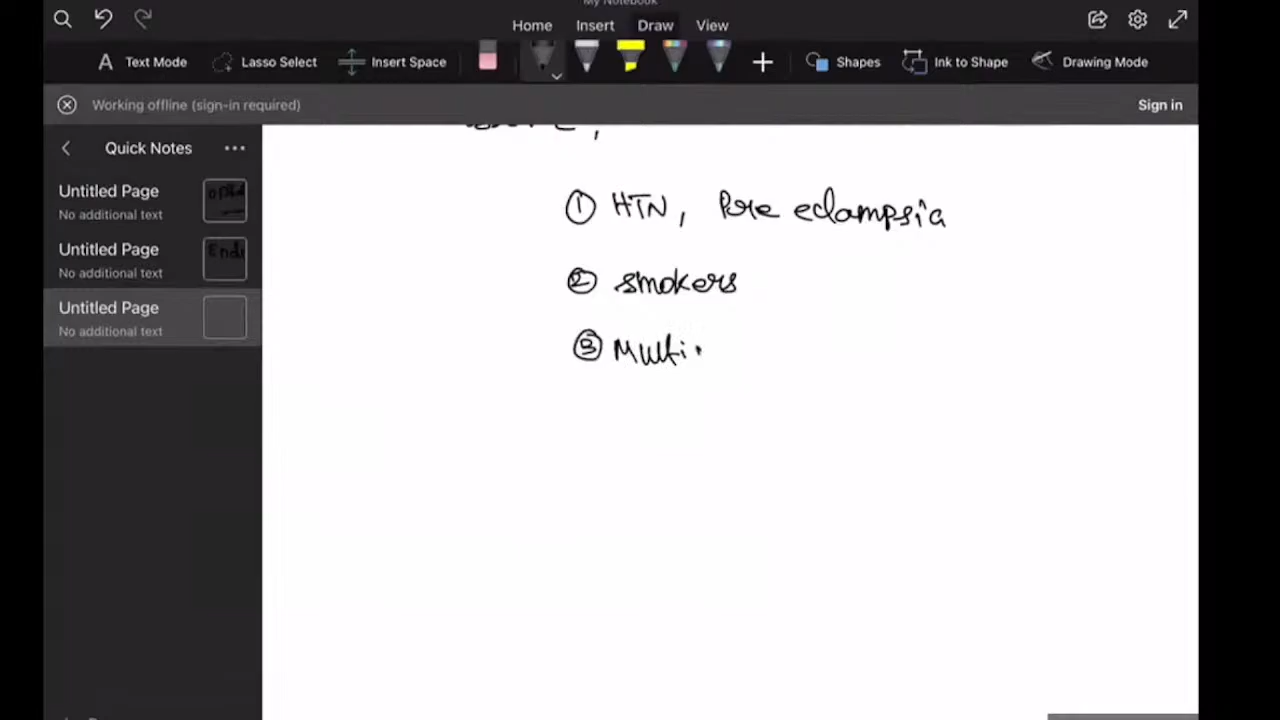 My Notebook
Home Insert Draw View
Text Mode Lasso Select Insert Space Shapes Ink to Shape Drawing Mode
Working offline (sign-in required) Sign in
Quick Notes
Untitled Page
No additional text
Untitled Page
No additional text
Untitled Page
No additional text
① HTN, Pre eclampsia
② smokers
③ Multi